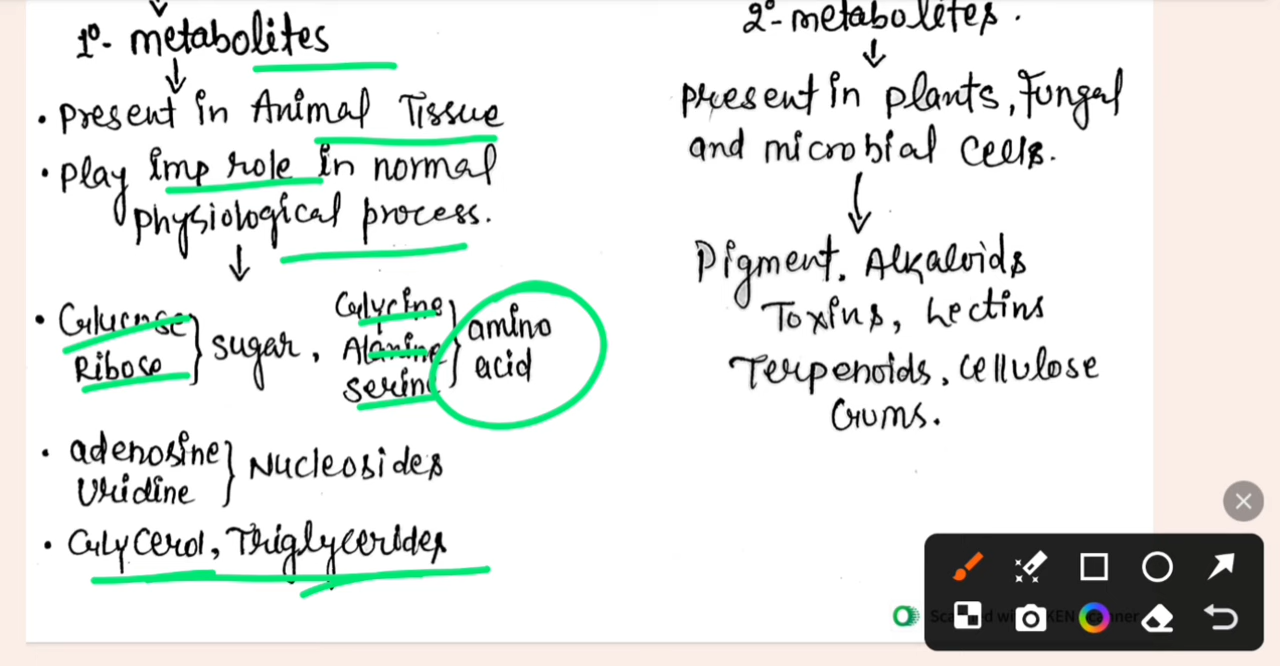 1°- metabolites
• present in Animal Tissue
• play imp role in normal
physiological process.
• Glucose
Ribose } sugar,
Glycine
Alanine
Serine
amino
acid
• adenosine
Uridine } Nucleosides
• Glycerol, Triglycerides
2°- metabolites.
present in plants, Fungal
and microbial cells.
Pigment. Alkaloids
Toxins, Lectins
Terpenoids, Cellulose
Gums.